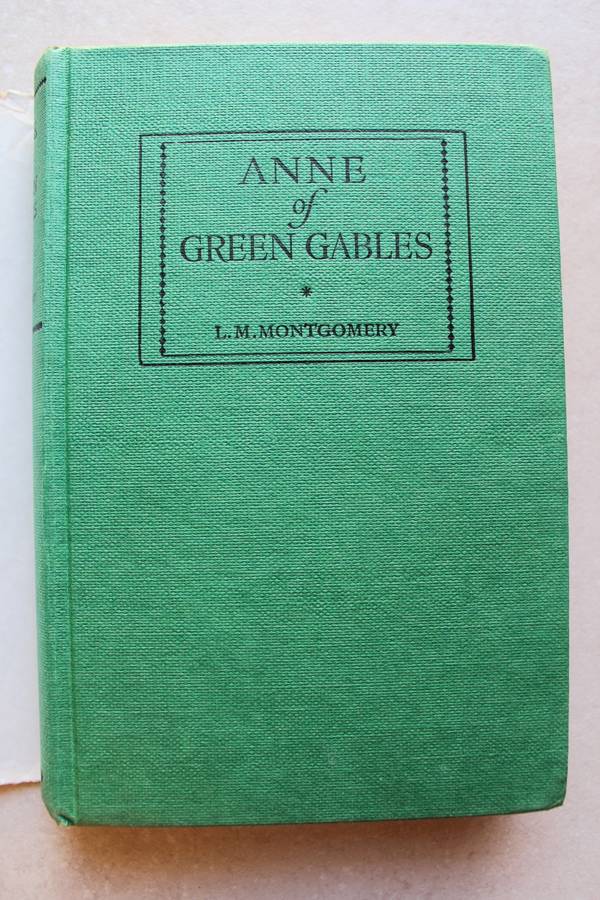 ANNE
of
GREEN GABLES
*
L. M. MONTGOMERY